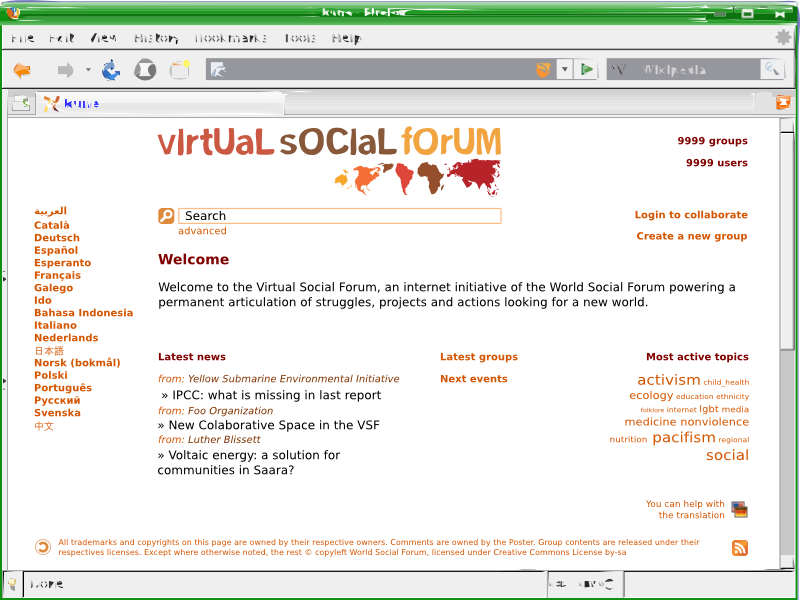 kune - Firefox
File Edit View History Bookmarks Tools Help
Wikipedia
kune
vIrtUaL sOCIaL fOrUM
9999 groups
9999 users
Search
advanced
Login to collaborate
Create a new group
العربية
Català
Deutsch
Español
Esperanto
Français
Galego
Ido
Bahasa Indonesia
Italiano
Nederlands
日本語
Norsk (bokmål)
Polski
Português
Русский
Svenska
中文
Welcome
Welcome to the Virtual Social Forum, an internet initiative of the World Social Forum powering a
permanent articulation of struggles, projects and actions looking for a new world.
Latest news
from: Yellow Submarine Environmental Initiative
» IPCC: what is missing in last report
from: Foo Organization
» New Colaborative Space in the VSF
from: Luther Blissett
» Voltaic energy: a solution for
communities in Saara?
Latest groups
Next events
Most active topics
activism child_health
ecology education ethnicity
folklore internet lgbt media
medicine nonviolence
nutrition pacifism regional
social
You can help with
the translation
All trademarks and copyrights on this page are owned by their respective owners. Comments are owned by the Poster. Group contents are released under their
respectives licenses. Except where otherwise noted, the rest © copyleft World Social Forum, licensed under Creative Commons License by-sa